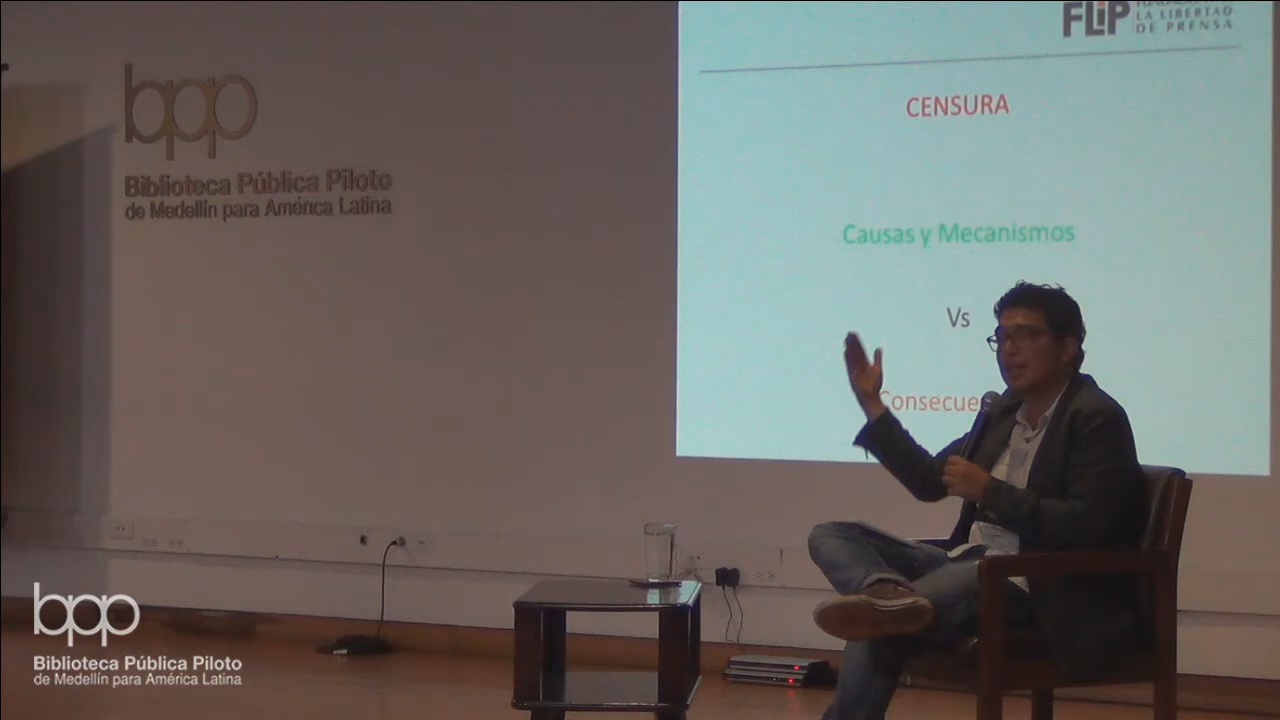 bpp
Biblioteca Pública Piloto
de Medellín para América Latina
FLiP
LA LIBERTAD
DE PRENSA
CENSURA
Causas y Mecanismos
Vs
Consecue
bpp
Biblioteca Pública Piloto
de Medellín para América Latina